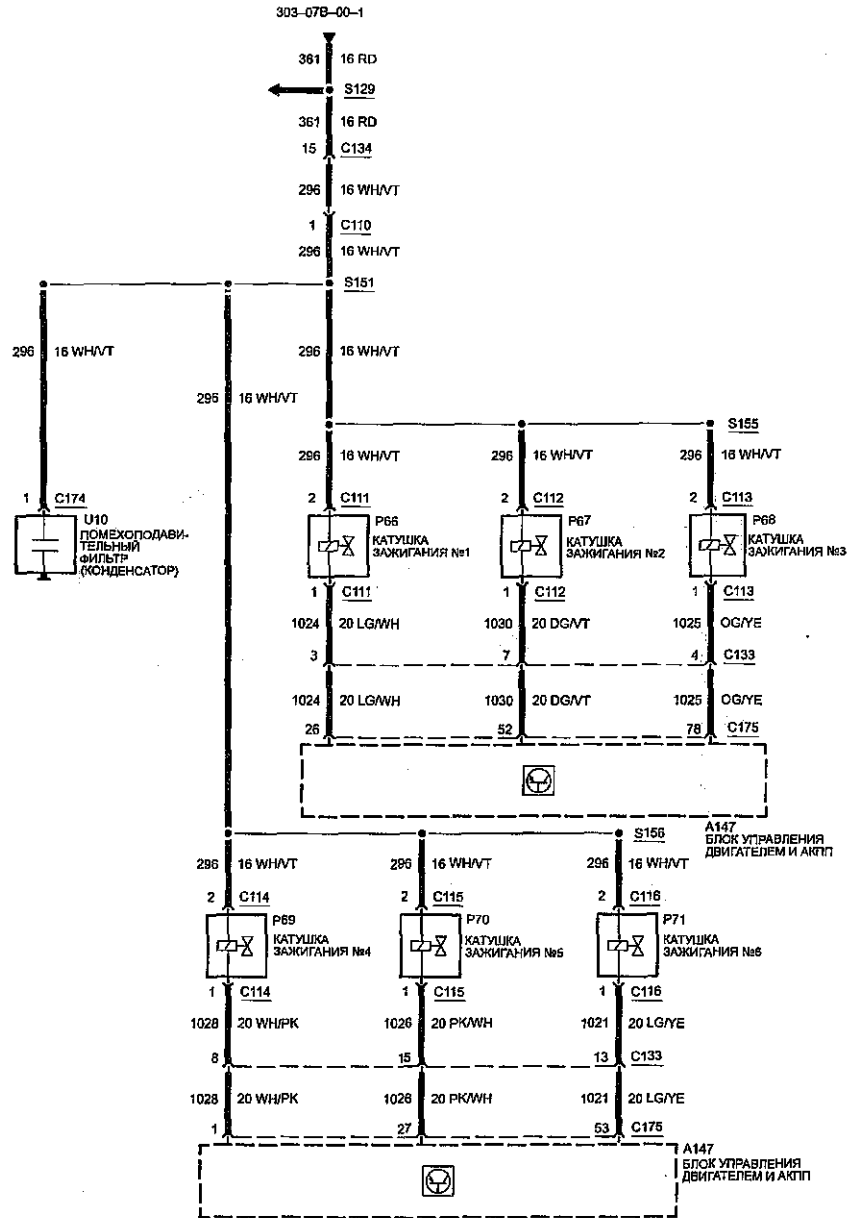 303-07B-00-1
361 16 RD
S129
361 16 RD
15 C134
296 16 WH/VT
1 C110
296 16 WH/VT
S151
296 16 WH/VT
296 16 WH/VT
296 16 WH/VT
S155
296 16 WH/VT
296 16 WH/VT
296 16 WH/VT
1 C174
2 C111
2 C112
2 C113
U10
ПОМЕХОПОДАВИ-
ТЕЛЬНЫЙ
ФИЛЬТР
(КОНДЕНСАТОР)
P66
КАТУШКА
ЗАЖИГАНИЯ №1
P67
КАТУШКА
ЗАЖИГАНИЯ №2
P68
КАТУШКА
ЗАЖИГАНИЯ №3
1 C111
1 C112
1 C113
1024 20 LG/WH
1030 20 DG/VT
1025 OG/YE
3
7
4 C133
1024 20 LG/WH
1030 20 DG/VT
1025 OG/YE
26
52
78 C175
A147
БЛОК УПРАВЛЕНИЯ
ДВИГАТЕЛЕМ И АКПП
S156
296 16 WH/VT
296 16 WH/VT
296 16 WH/VT
2 C114
2 C115
2 C116
P69
КАТУШКА
ЗАЖИГАНИЯ №4
P70
КАТУШКА
ЗАЖИГАНИЯ №5
P71
КАТУШКА
ЗАЖИГАНИЯ №6
1 C114
1 C115
1 C116
1028 20 WH/PK
1026 20 PK/WH
1021 20 LG/YE
8
15
13 C133
1028 20 WH/PK
1026 20 PK/WH
1021 20 LG/YE
1
27
53 C175
A147
БЛОК УПРАВЛЕНИЯ
ДВИГАТЕЛЕМ И АКПП